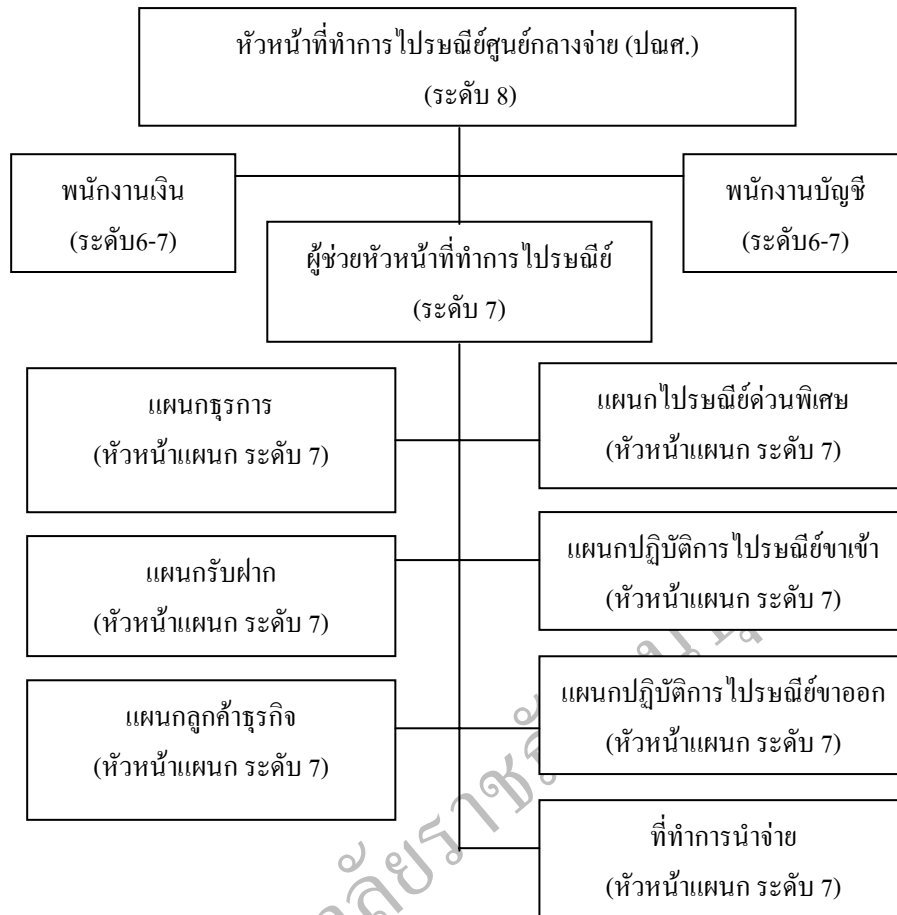 หัวหน้าที่ทำการไปรษณีย์ศูนย์กลางจ่าย (ปณศ.)
(ระดับ 8)
พนักงานเงิน
(ระดับ6-7)
พนักงานบัญชี
(ระดับ6-7)
ผู้ช่วยหัวหน้าที่ทำการไปรษณีย์
(ระดับ 7)
แผนกธุรการ
(หัวหน้าแผนก ระดับ 7)
แผนกไปรษณีย์ด่วนพิเศษ
(หัวหน้าแผนก ระดับ 7)
แผนกรับฝาก
(หัวหน้าแผนก ระดับ 7)
แผนกปฏิบัติการไปรษณีย์ขาเข้า
(หัวหน้าแผนก ระดับ 7)
แผนกลูกค้าธุรกิจ
(หัวหน้าแผนก ระดับ 7)
แผนกปฏิบัติการไปรษณีย์ขาออก
(หัวหน้าแผนก ระดับ 7)
ที่ทำการนำจ่าย
(หัวหน้าแผนก ระดับ 7)